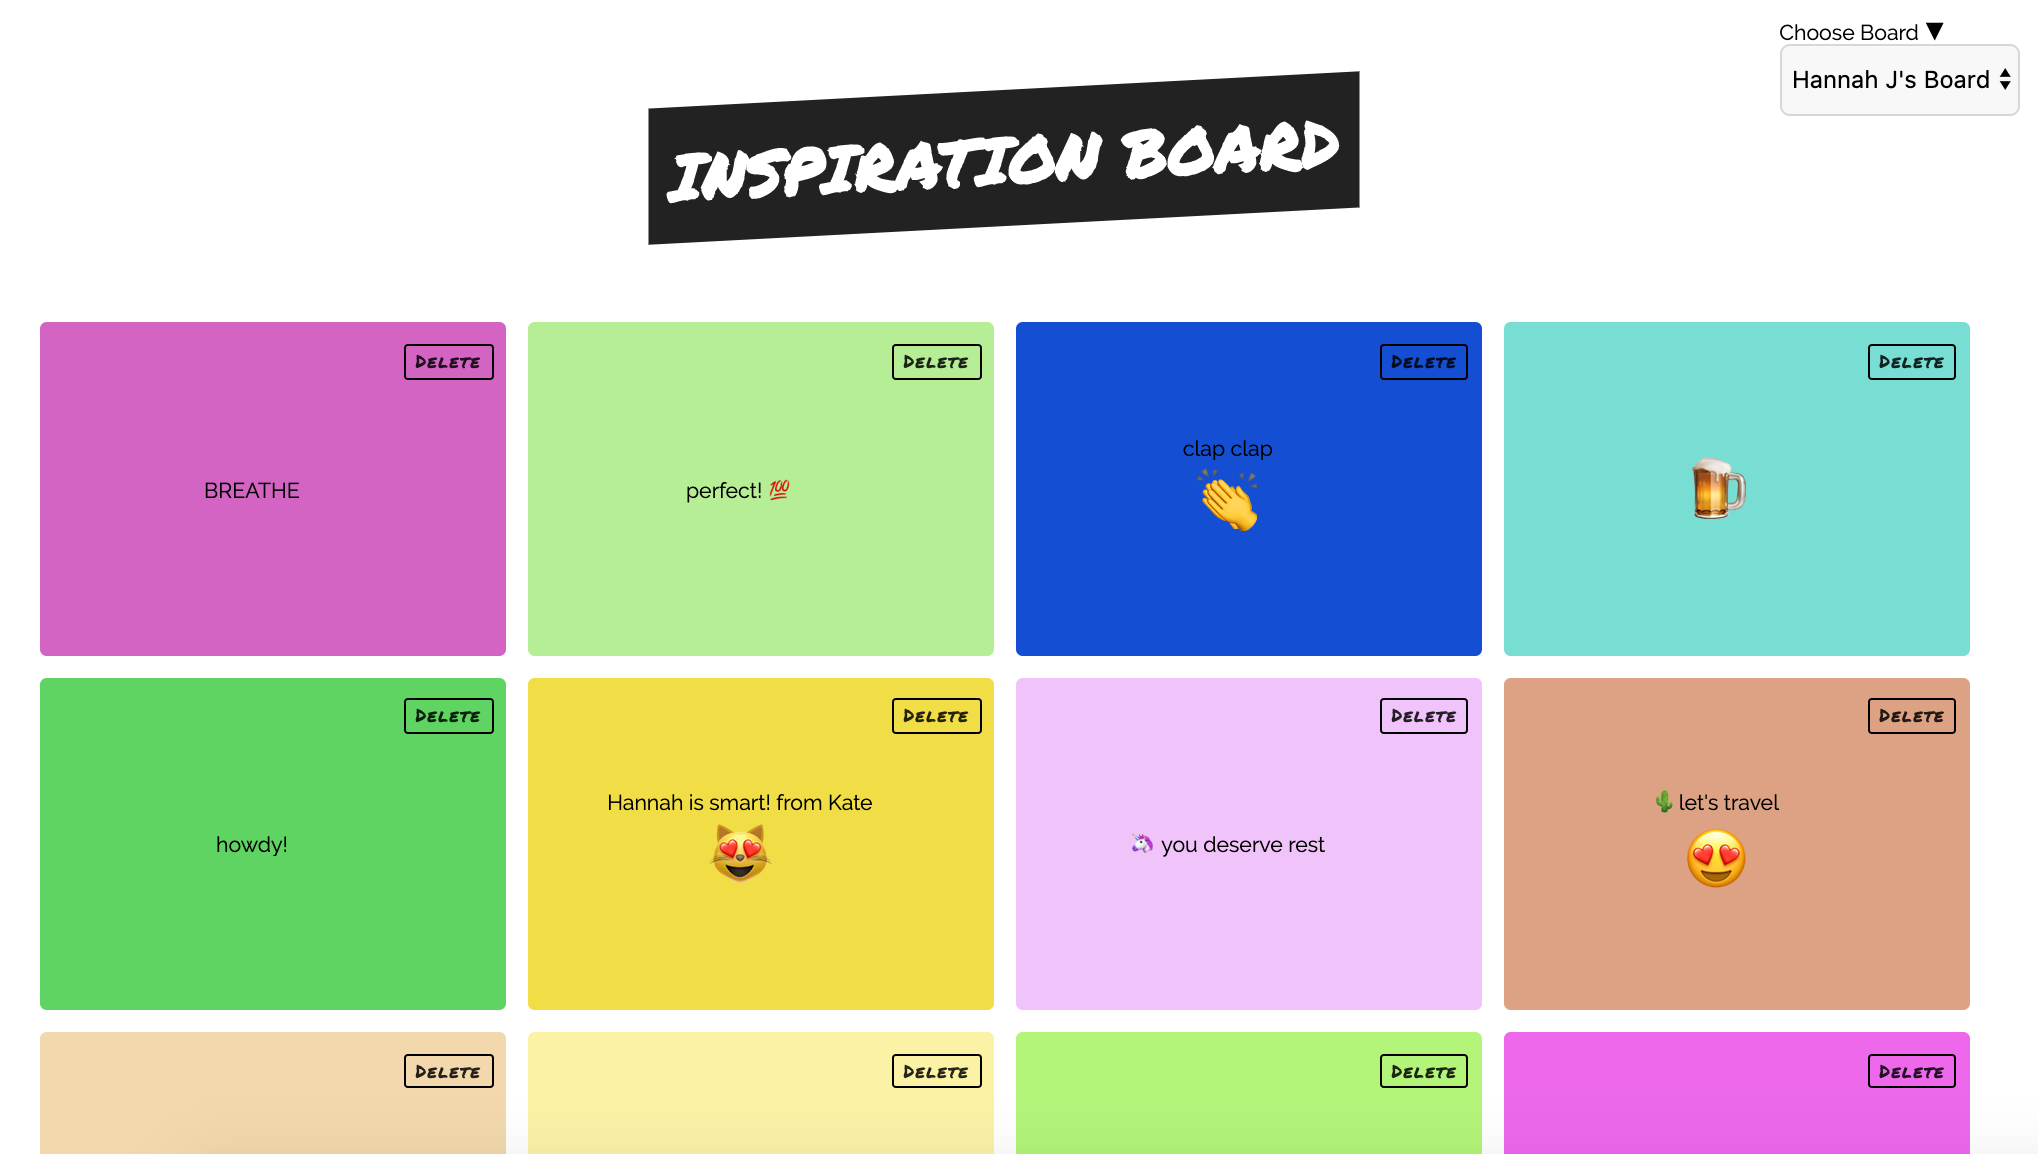 Choose Board ▼
Hannah J's Board
INSPIRATION BOARD
DELETE
DELETE
DELETE
DELETE
BREATHE
perfect! 💯
clap clap
👏
🍺
DELETE
DELETE
DELETE
DELETE
howdy!
Hannah is smart! from Kate
😻
🦄 you deserve rest
🌵 let's travel
😍
DELETE
DELETE
DELETE
DELETE